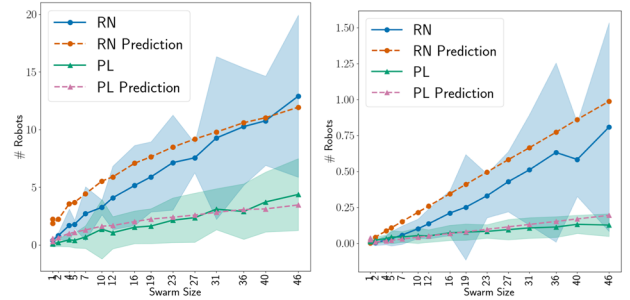 20
15
10
5
0
# Robots
RN
RN Prediction
PL
PL Prediction
1 2 4 5 7 10 12 16 19 23 27 31 36 40 46
Swarm Size
1.50
1.25
1.00
0.75
0.50
0.25
0.00
# Robots
RN
RN Prediction
PL
PL Prediction
1 2 4 5 7 10 12 16 19 23 27 31 36 40 46
Swarm Size